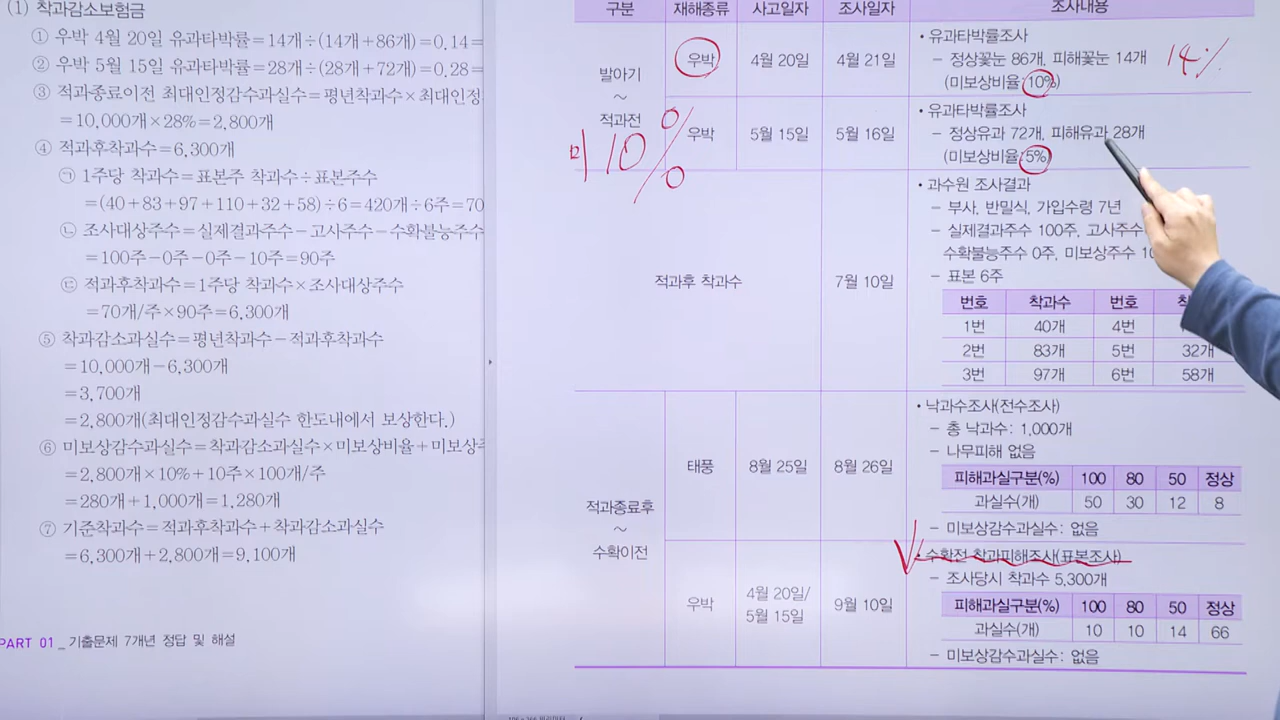 (1) 착과감소보험금
① 우박 4월 20일 유과타박률=14개÷(14개+86개)=0.14=
② 우박 5월 15일 유과타박률=28개÷(28개+72개)=0.28=
③ 적과종료이전 최대인정감수과실수=평년착과수×최대인정
=10,000개×28%=2,800개
④ 적과후착과수=6,300개
㉠ 1주당 착과수=표본주 착과수÷표본주수
=(40+83+97+110+32+58)÷6=420개÷6주=70
㉡ 조사대상주수=실제결과주수-고사주수-수확불능주수
=100주-0주-0주-10주=90주
㉢ 적과후착과수=1주당 착과수×조사대상주수
=70개/주×90주=6,300개
⑤ 착과감소과실수=평년착과수-적과후착과수
=10,000개-6,300개
=3,700개
=2,800개(최대인정감수과실수 한도내에서 보상한다.)
⑥ 미보상감수과실수=착과감소과실수×미보상비율+미보상주
=2,800개×10%+10주×100개/주
=280개+1,000개=1,280개
⑦ 기준착과수=적과후착과수+착과감소과실수
=6,300개+2,800개=9,100개
PART 01 _ 기출문제 7개년 정답 및 해설
구분 재해종류 사고일자 조사일자 조사내용
발아기
~
적과전
우박 4월 20일 4월 21일
• 유과타박률조사
- 정상꽃눈 86개, 피해꽃눈 14개
(미보상비율 10%)
14%
우박 5월 15일 5월 16일
• 유과타박률조사
- 정상유과 72개, 피해유과 28개
(미보상비율 5%)
미 10%
적과후 착과수 7월 10일
• 과수원 조사결과
- 부사, 반밀식, 가입수령 7년
- 실제결과주수 100주, 고사주수
수확불능주수 0주, 미보상주수 10
- 표본 6주
번호 착과수 번호
1번 40개 4번
2번 83개 5번 32개
3번 97개 6번 58개
적과종료후
~
수확이전
태풍 8월 25일 8월 26일
• 낙과수조사(전수조사)
- 총 낙과수: 1,000개
- 나무피해 없음
피해과실구분(%) 100 80 50 정상
과실수(개) 50 30 12 8
- 미보상감수과실수: 없음
우박 4월 20일/
5월 15일 9월 10일
• 수확전 착과피해조사(표본조사)
- 조사당시 착과수 5,300개
피해과실구분(%) 100 80 50 정상
과실수(개) 10 10 14 66
- 미보상감수과실수: 없음